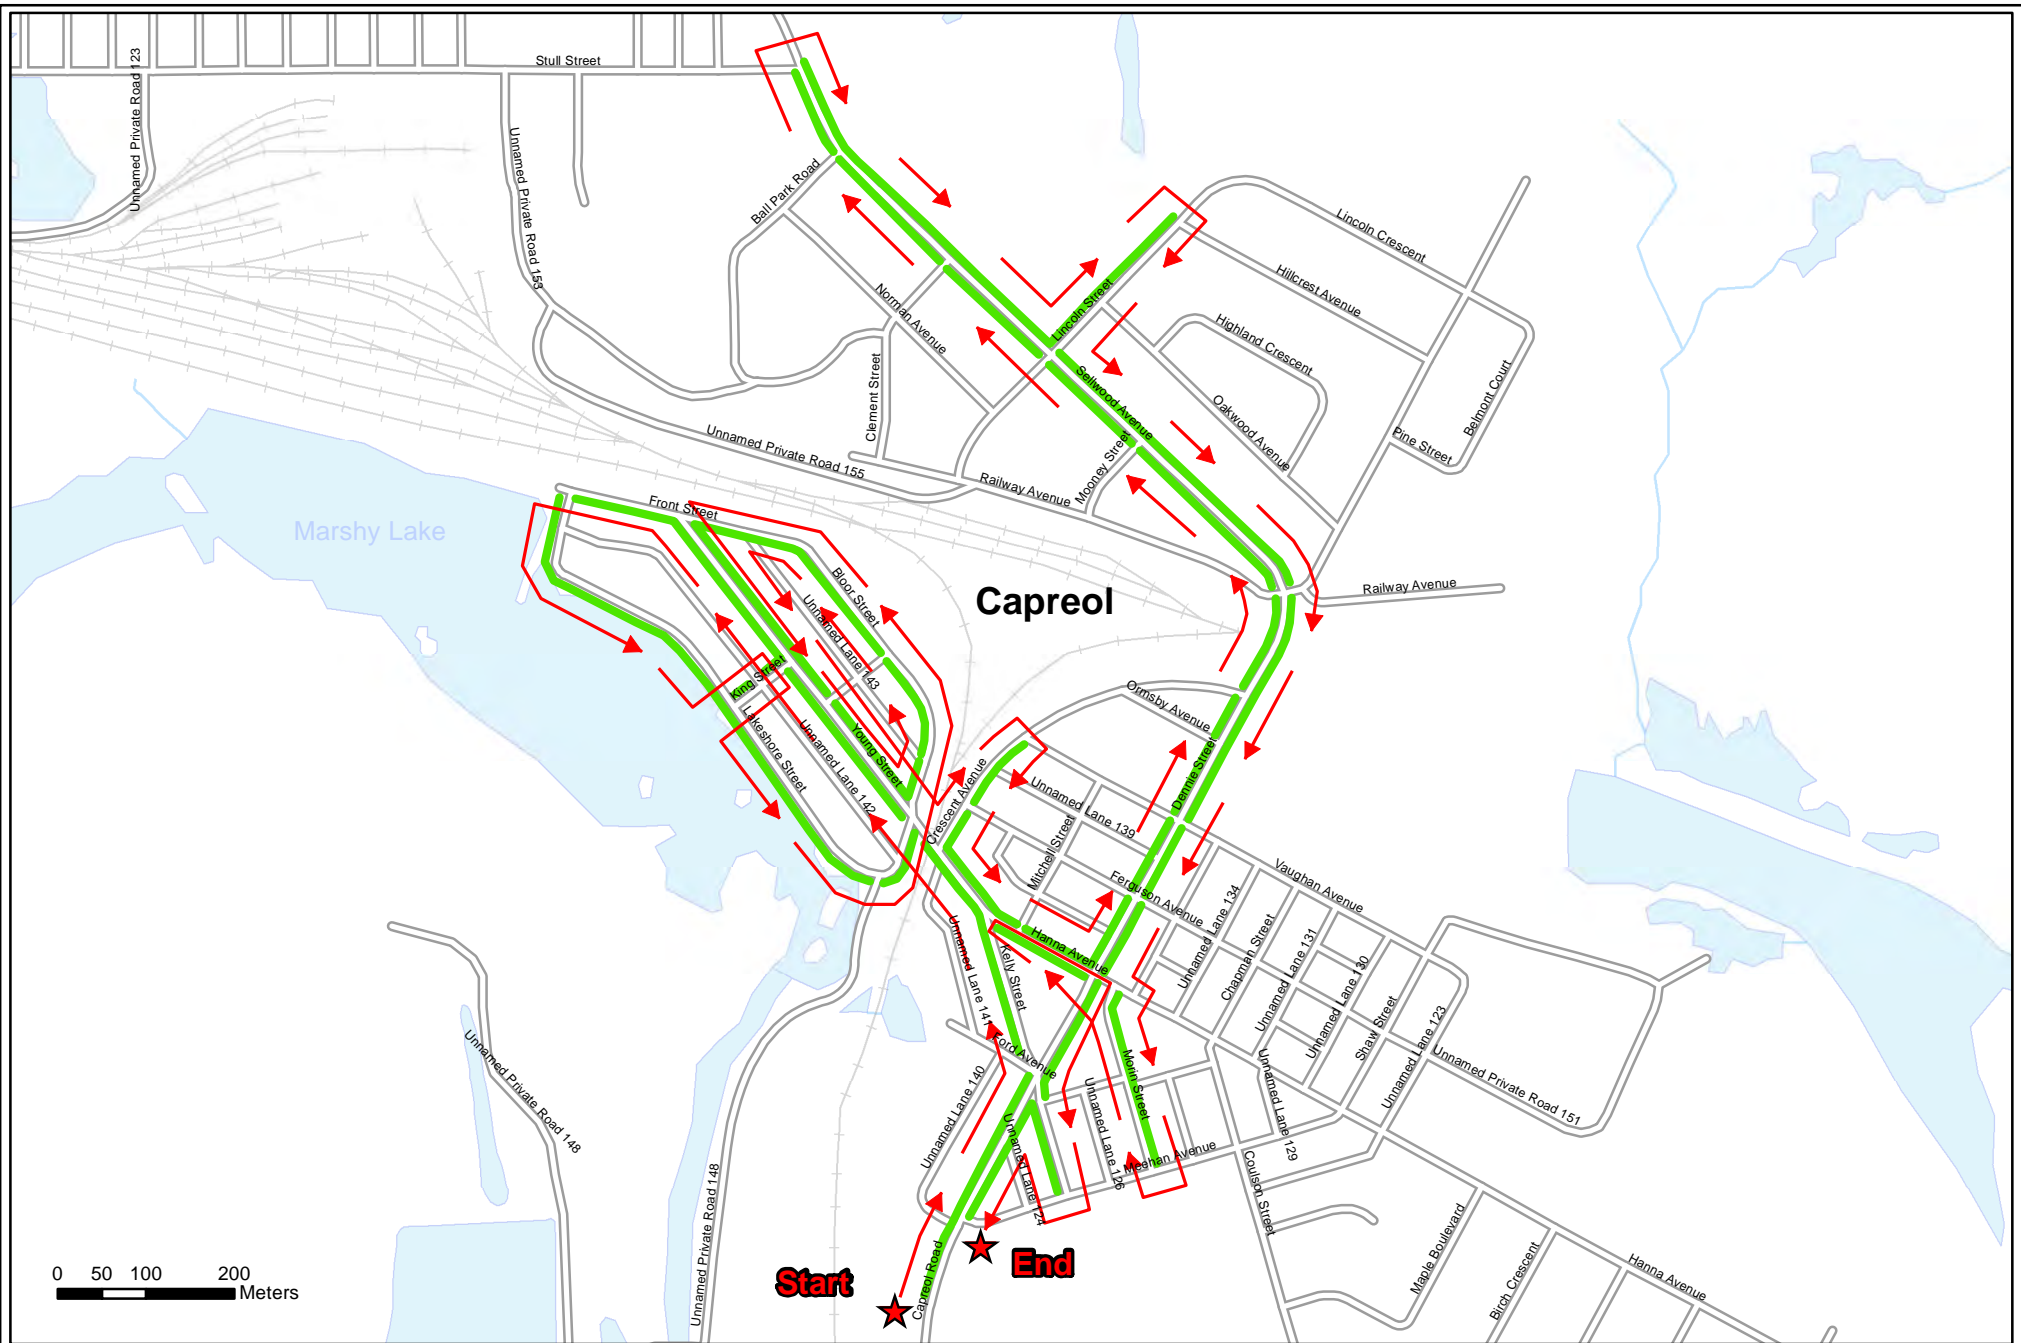 Stull Street
Unnamed Private Road 123
Unnamed Private Road 153
Ball Park Road
Lincoln Crescent
Hillcrest Avenue
Norman Avenue
Lincoln Street
Highland Crescent
Clement Street
Sellwood Avenue
Belmont Court
Oakwood Avenue
Pine Street
Unnamed Private Road 155
Mooney Street
Railway Avenue
Front Street
Marshy Lake
Capreol
Railway Avenue
Bloor Street
Unnamed Lane 143
King Street
Ormsby Avenue
Lakeshore Street
Unnamed Lane 142
Young Street
Dennie Street
Crescent Avenue
Unnamed Lane 139
Mitchell Street
Vaughan Avenue
Ferguson Avenue
Unnamed Lane 134
Chapman Street
Unnamed Lane 131
Unnamed Lane 130
Hanna Avenue
Unnamed Lane 141
Kelly Street
Shaw Street
Unnamed Lane 123
Unnamed Private Road 148
Ford Avenue
Morin Street
Unnamed Lane 140
Unnamed Lane 126
Unnamed Lane 129
Unnamed Private Road 151
Unnamed Lane 124
Meehan Avenue
Coulson Street
Unnamed Private Road 148
Maple Boulevard
Birch Crescent
Hanna Avenue
Capreol Road
End
Start
0 50 100 200
Meters